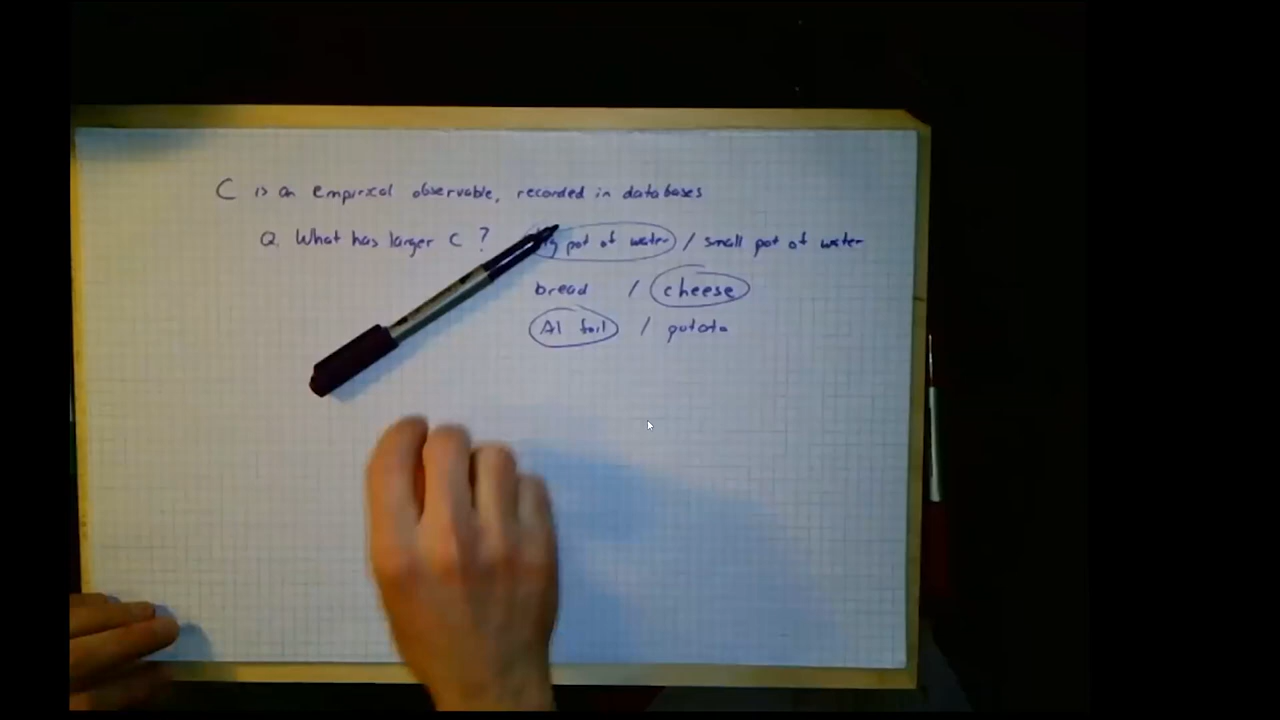 C is an empirical observable, recorded in databases
Q. What has larger C ? big pot of water / small pot of water
bread / cheese
Al foil / potato